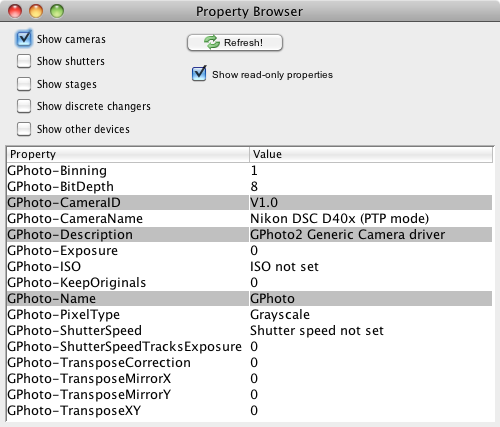 Property Browser
Show cameras
Refresh!
Show shutters
Show read-only properties
Show stages
Show discrete changers
Show other devices
Property Value
GPhoto-Binning 1
GPhoto-BitDepth 8
GPhoto-CameraID V1.0
GPhoto-CameraName Nikon DSC D40x (PTP mode)
GPhoto-Description GPhoto2 Generic Camera driver
GPhoto-Exposure 0
GPhoto-ISO ISO not set
GPhoto-KeepOriginals 0
GPhoto-Name GPhoto
GPhoto-PixelType Grayscale
GPhoto-ShutterSpeed Shutter speed not set
GPhoto-ShutterSpeedTracksExposure 0
GPhoto-TransposeCorrection 0
GPhoto-TransposeMirrorX 0
GPhoto-TransposeMirrorY 0
GPhoto-TransposeXY 0